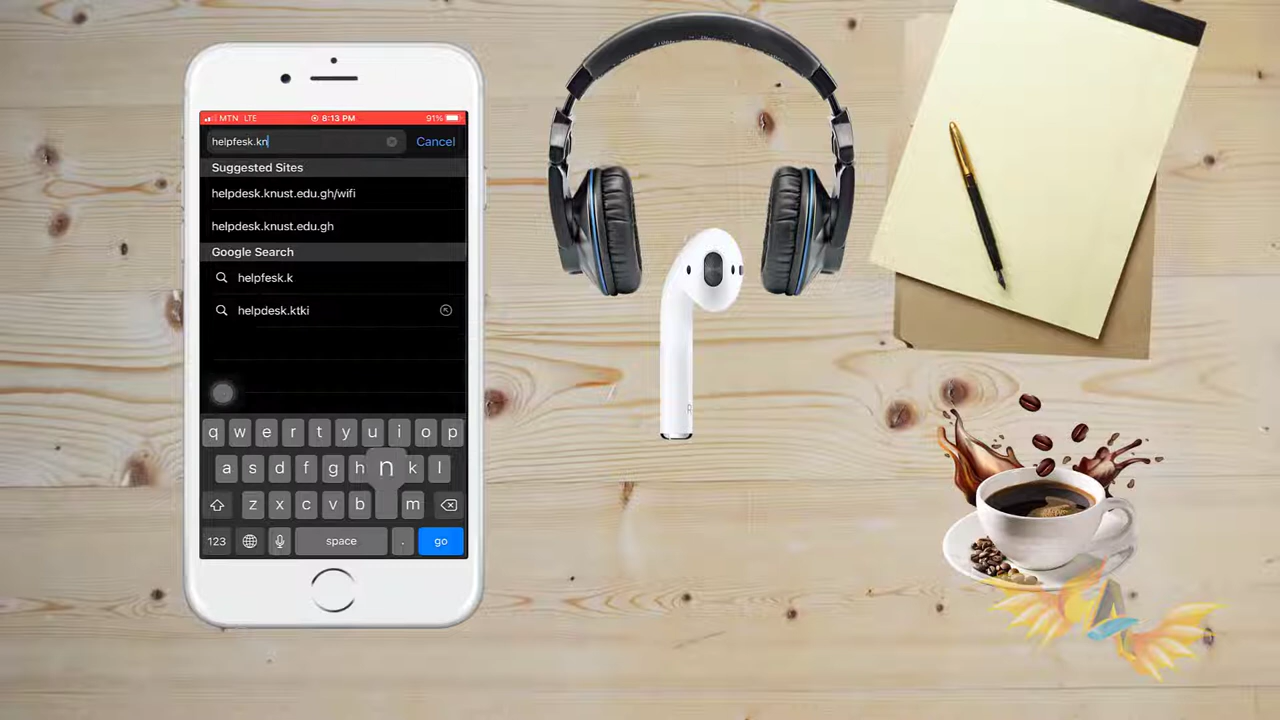 MTN LTE 8:13 PM 91%
helpfesk.kn Cancel
Suggested Sites
helpdesk.knust.edu.gh/wifi
helpdesk.knust.edu.gh
Google Search
helpfesk.k
helpdesk.ktki
q w e r t y u i o p
a s d f g h n k l
z x c v b m
123 space . go
R